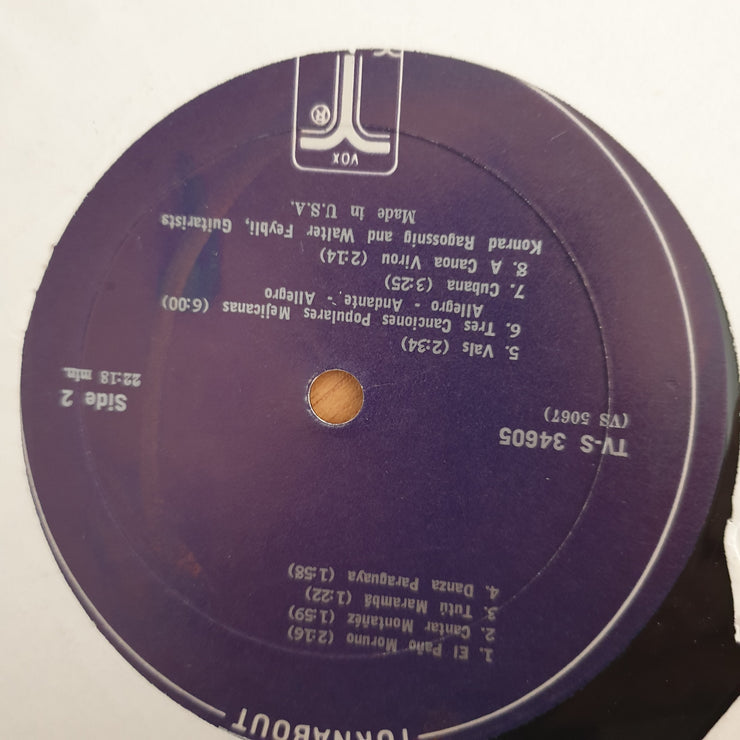 TURNABOUT
1. El Paño Moruno (2:16)
2. Cantar Montañéz (1:59)
3. Tutú Marambá (1:22)
4. Danza Paraguaya (1:58)
TV-S 34605
(VS 5067)
Side 2
22:18 min.
5. Vals (2:34)
6. Tres Canciones Populares Mejicanas (6:00)
Allegro - Andante - Allegro
7. Cubana (3:25)
8. A Canoa Virou (2:14)
Konrad Ragossnig and Walter Feybli, Guitarists
Made in U.S.A.
VOX
®